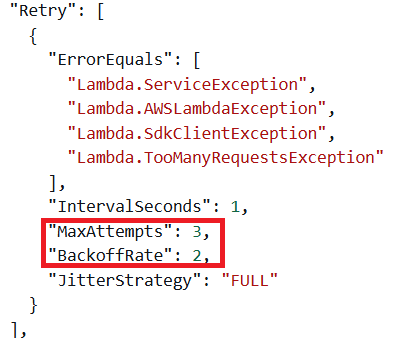 "Retry": [
{
"ErrorEquals": [
"Lambda.ServiceException",
"Lambda.AWSLambdaException",
"Lambda.SdkClientException",
"Lambda.TooManyRequestsException"
],
"IntervalSeconds": 1,
"MaxAttempts": 3,
"BackoffRate": 2,
"JitterStrategy": "FULL"
}
],